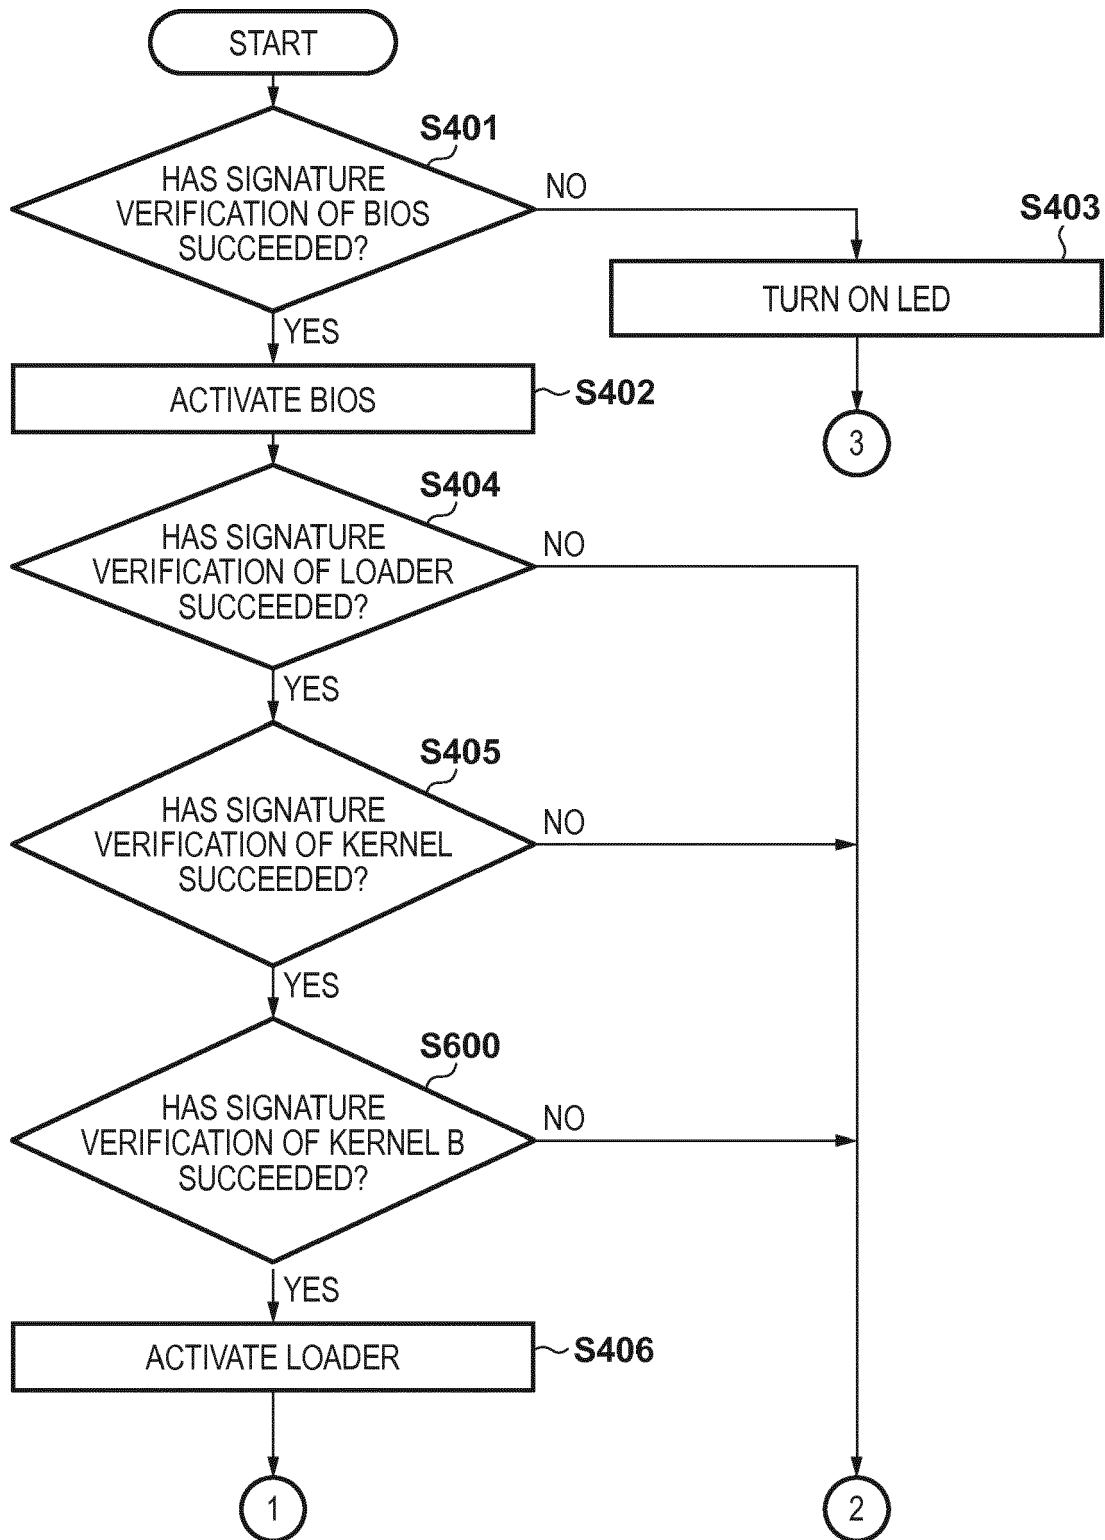 START
S401
HAS SIGNATURE
VERIFICATION OF BIOS
SUCCEEDED?
NO
S403
TURN ON LED
YES
ACTIVATE BIOS
S402
3
S404
HAS SIGNATURE
VERIFICATION OF LOADER
SUCCEEDED?
NO
YES
S405
HAS SIGNATURE
VERIFICATION OF KERNEL
SUCCEEDED?
NO
YES
S600
HAS SIGNATURE
VERIFICATION OF KERNEL B
SUCCEEDED?
NO
YES
ACTIVATE LOADER
S406
1
2